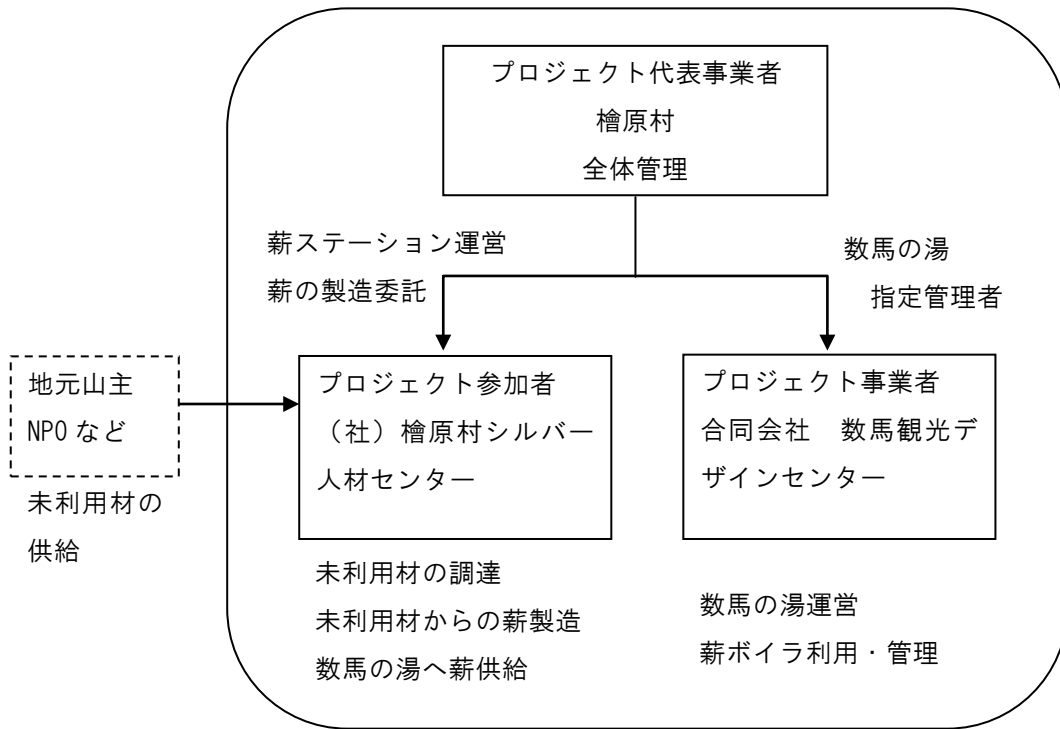 プロジェクト代表事業者
檜原村
全体管理
薪ステーション運営
薪の製造委託
数馬の湯
指定管理者
地元山主
NPOなど
未利用材の
供給
プロジェクト参加者
（社）檜原村シルバー
人材センター
プロジェクト事業者
合同会社　数馬観光デ
ザインセンター
未利用材の調達
未利用材からの薪製造
数馬の湯へ薪供給
数馬の湯運営
薪ボイラ利用・管理